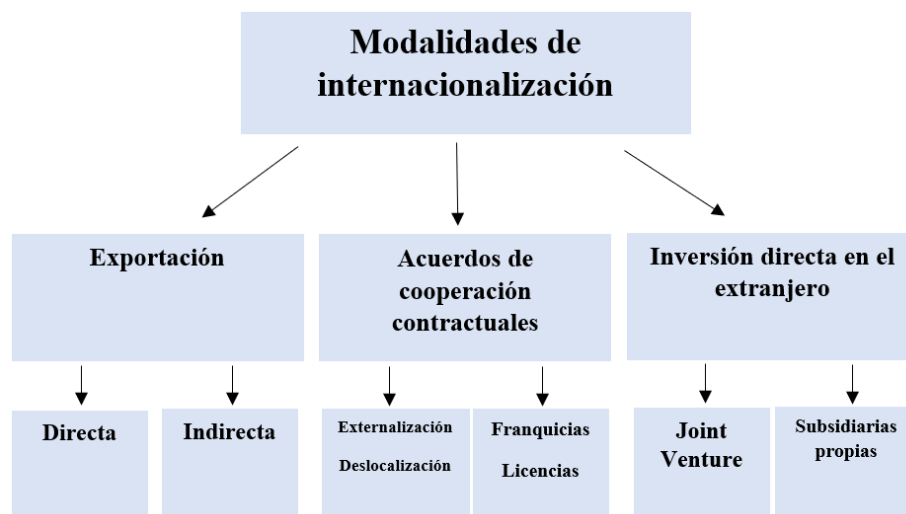 Modalidades de
internacionalización
Exportación
Acuerdos de
cooperación
contractuales
Inversión directa en el
extranjero
Directa
Indirecta
Externalización
Deslocalización
Franquicias
Licencias
Joint
Venture
Subsidiarias
propias